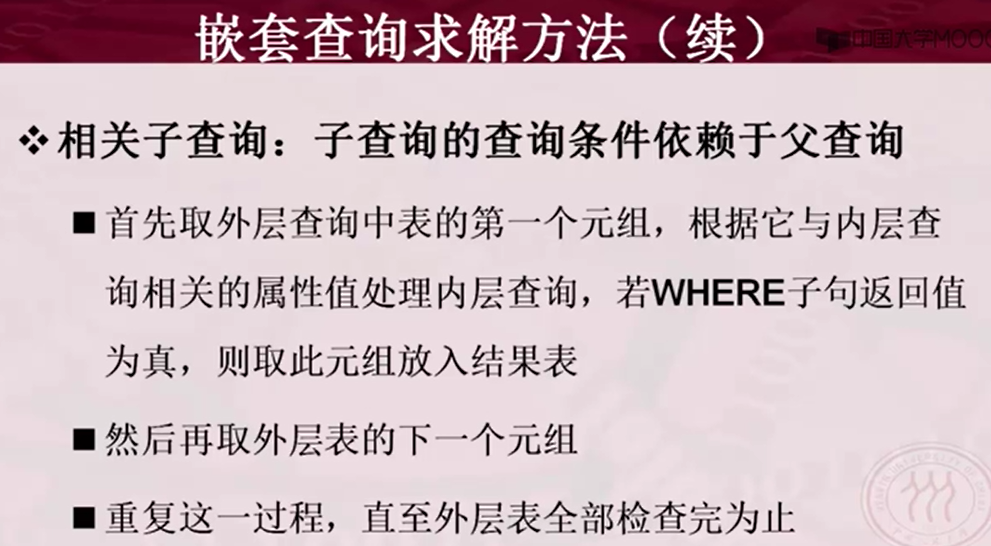 嵌套查询求解方法（续）
中国大学MOOC
❖相关子查询：子查询的查询条件依赖于父查询
■首先取外层查询中表的第一个元组，根据它与内层查
询相关的属性值处理内层查询，若WHERE子句返回值
为真，则取此元组放入结果表
■然后再取外层表的下一个元组
■重复这一过程，直至外层表全部检查完为止